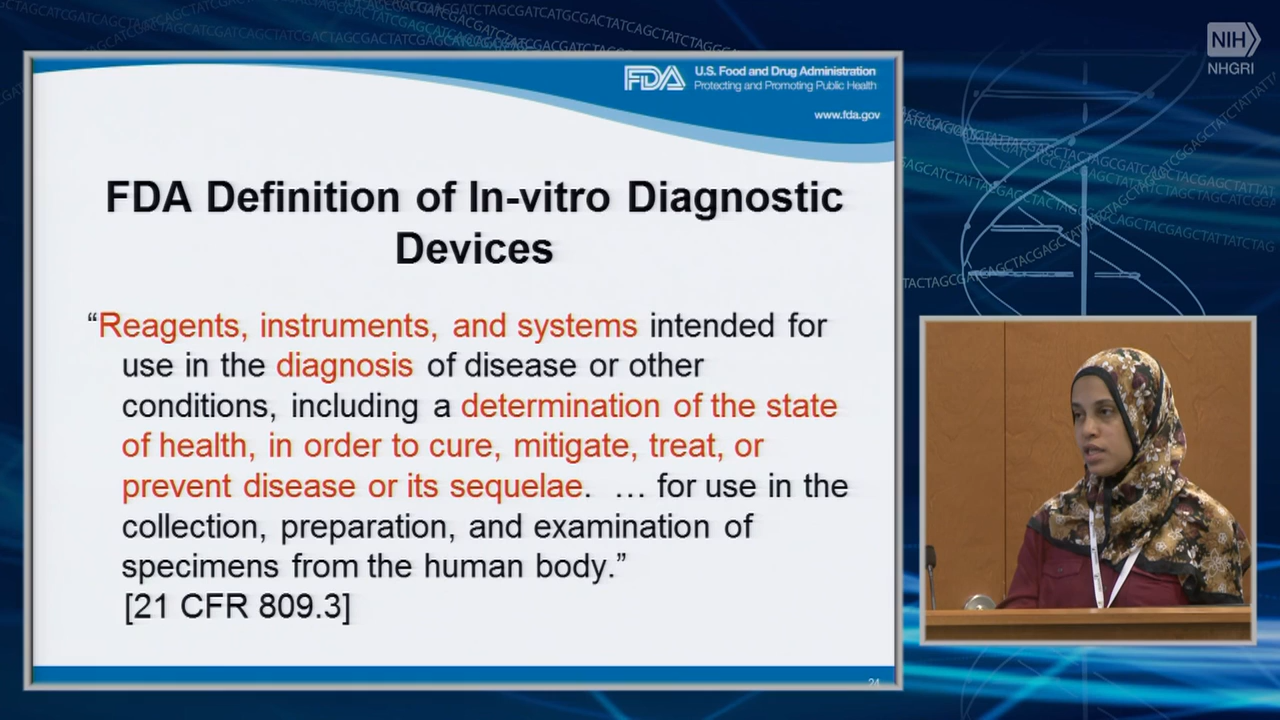 NIH
NHGRI
FDA U.S. Food and Drug Administration
Protecting and Promoting Public Health
www.fda.gov
FDA Definition of In-vitro Diagnostic
Devices
“Reagents, instruments, and systems intended for
use in the diagnosis of disease or other
conditions, including a determination of the state
of health, in order to cure, mitigate, treat, or
prevent disease or its sequelae. … for use in the
collection, preparation, and examination of
specimens from the human body.”
[21 CFR 809.3]
24